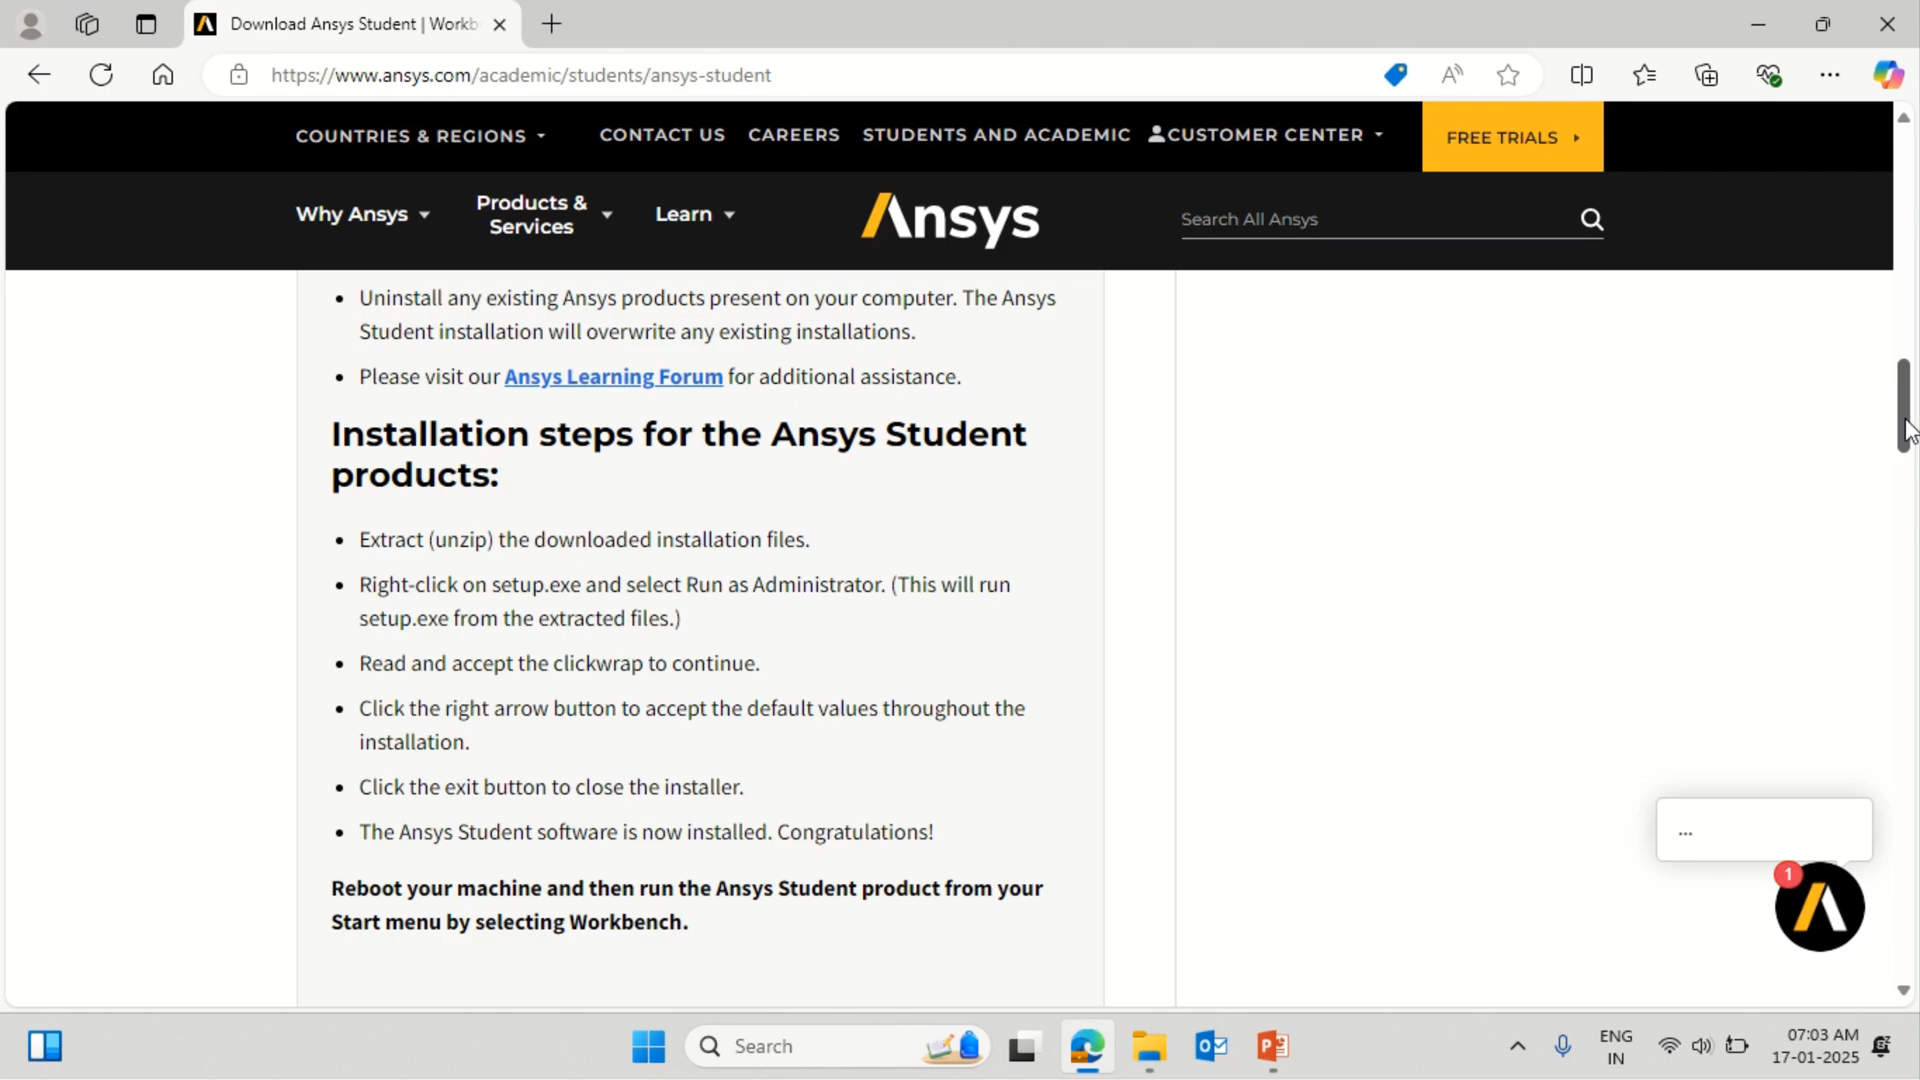 Download Ansys Student | Workb
https://www.ansys.com/academic/students/ansys-student
COUNTRIES & REGIONS
CONTACT US
CAREERS
STUDENTS AND ACADEMIC
CUSTOMER CENTER
FREE TRIALS
Why Ansys
Products &
Services
Learn
Ansys
Search All Ansys
• Uninstall any existing Ansys products present on your computer. The Ansys
Student installation will overwrite any existing installations.
• Please visit our Ansys Learning Forum for additional assistance.
Installation steps for the Ansys Student
products:
• Extract (unzip) the downloaded installation files.
• Right-click on setup.exe and select Run as Administrator. (This will run
setup.exe from the extracted files.)
• Read and accept the clickwrap to continue.
• Click the right arrow button to accept the default values throughout the
installation.
• Click the exit button to close the installer.
• The Ansys Student software is now installed. Congratulations!
Reboot your machine and then run the Ansys Student product from your
Start menu by selecting Workbench.
...
1
Search
ENG
IN
07:03 AM
17-01-2025